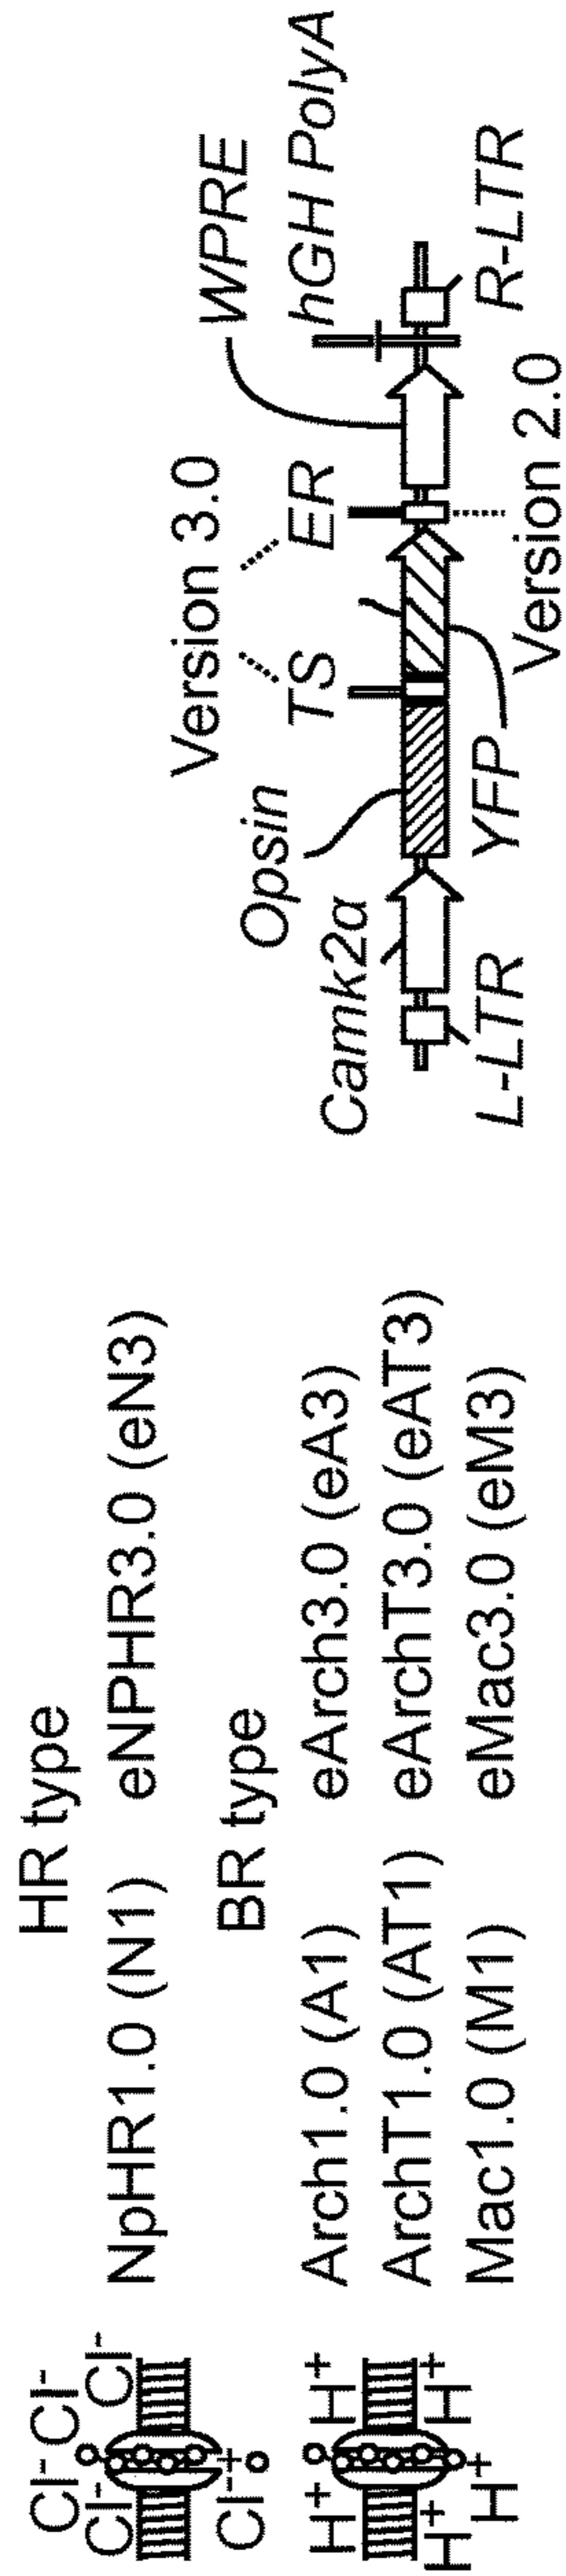 HR type
Cl- Cl-
Cl- Cl-
Cl-
+
NpHR1.0 (N1) eNPHR3.0 (eN3)
BR type
H+ H+
H+ H+
H+
Arch1.0 (A1) eArch3.0 (eA3)
ArchT1.0 (AT1) eArchT3.0 (eAT3)
Mac1.0 (M1) eMac3.0 (eM3)
Version 3.0
WPRE
Opsin
TS
ER
hGH PolyA
Camk2α
L-LTR
YFP
R-LTR
Version 2.0